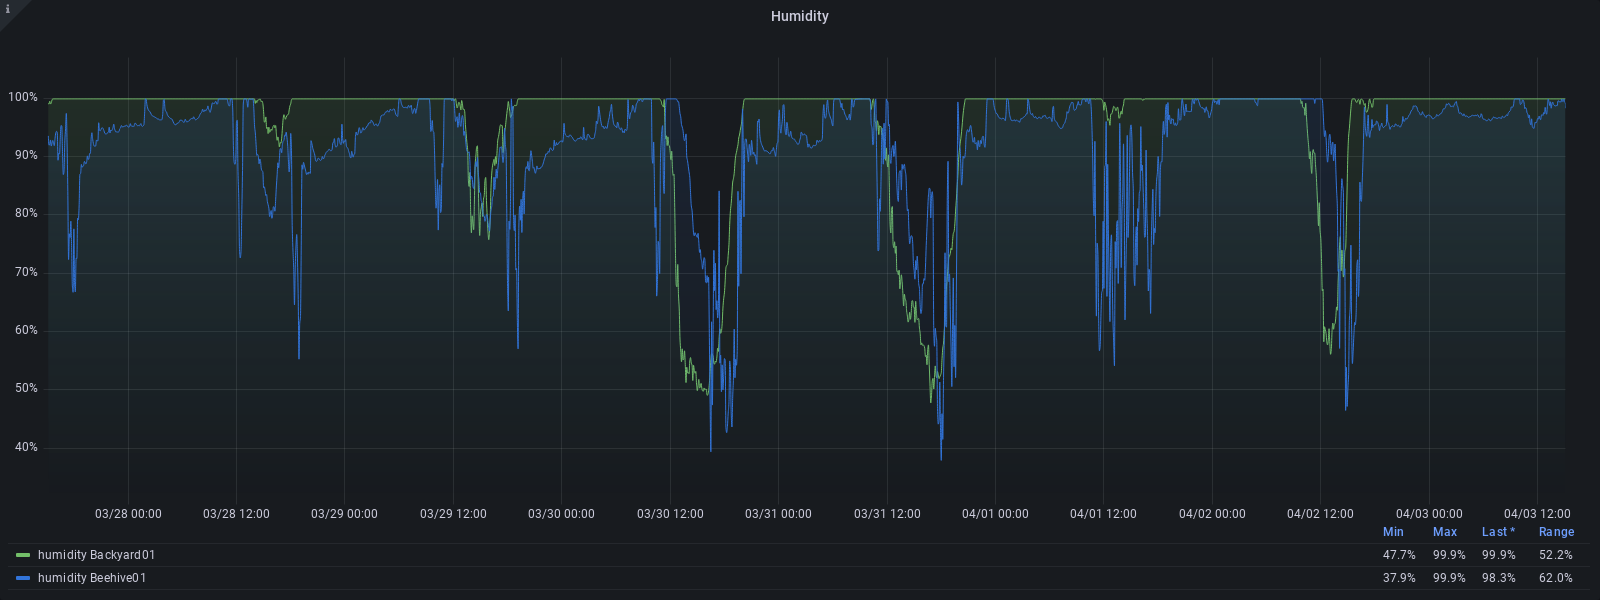 i
Humidity
100%
90%
80%
70%
60%
50%
40%
03/28 00:00 03/28 12:00 03/29 00:00 03/29 12:00 03/30 00:00 03/30 12:00 03/31 00:00 03/31 12:00 04/01 00:00 04/01 12:00 04/02 00:00 04/02 12:00 04/03 00:00 04/03 12:00
Min Max Last * Range
humidity Backyard01 47.7% 99.9% 99.9% 52.2%
humidity Beehive01 37.9% 99.9% 98.3% 62.0%